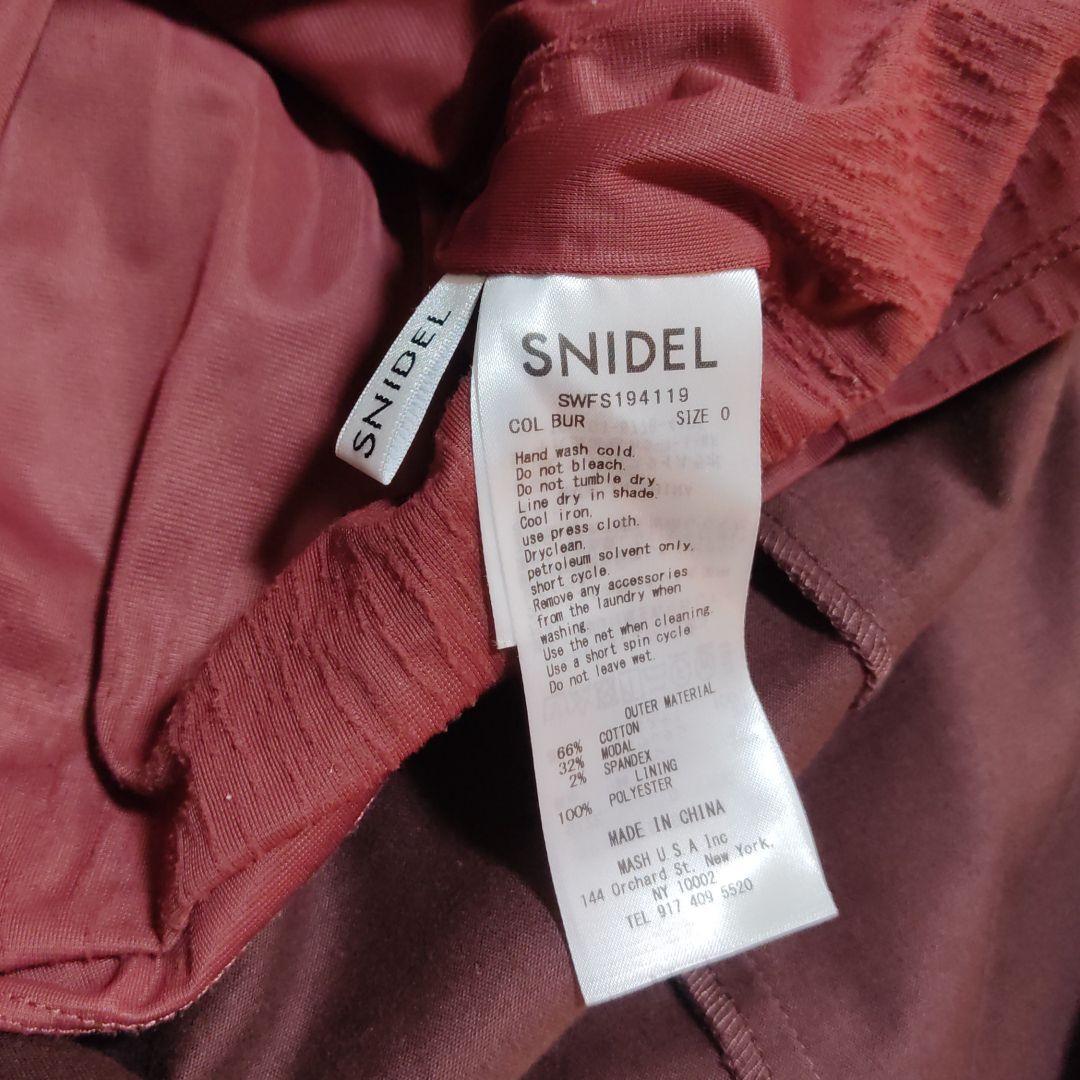 SNIDEL
SNIDEL
SWFS194119
COL BUR SIZE 0
Hand wash cold.
Do not bleach.
Do not tumble dry.
Line dry in shade.
Cool iron.
use press cloth.
Dryclean.
petroleum solvent only,
short cycle.
Remove any accessories
from the laundry when
washing.
Use the net when cleaning.
Use a short spin cycle
Do not leave wet.
OUTER MATERIAL
66% COTTON
32% MODAL
2% SPANDEX
LINING
100% POLYESTER
MADE IN CHINA
MASH U.S.A Inc
144 Orchard St. New York,
NY 10002
TEL 917 409 5520